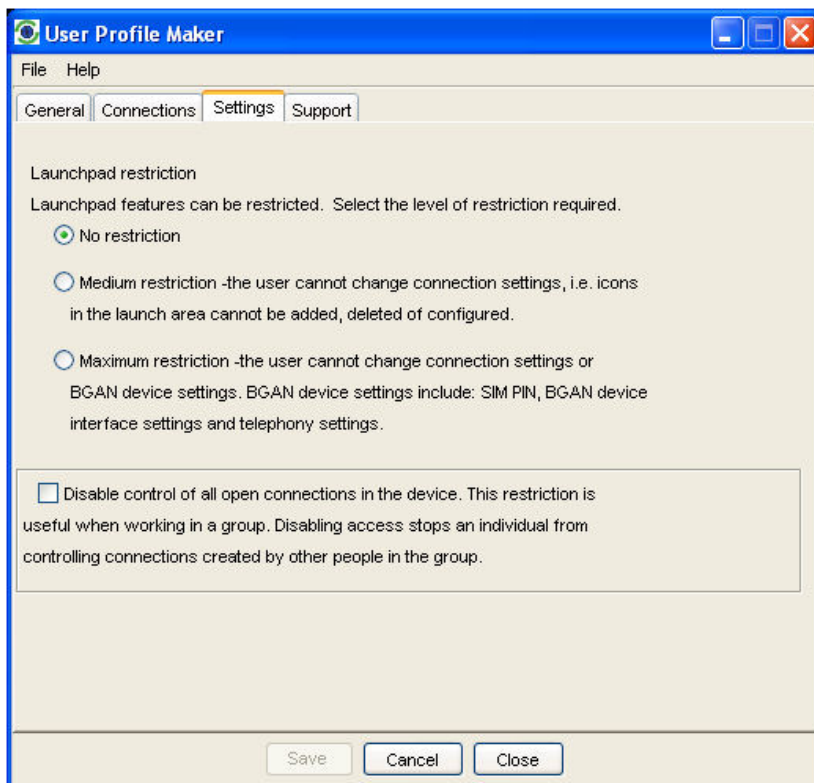 User Profile Maker
File Help
General Connections Settings Support
Launchpad restriction
Launchpad features can be restricted. Select the level of restriction required.
No restriction
Medium restriction -the user cannot change connection settings, i.e. icons
in the launch area cannot be added, deleted of configured.
Maximum restriction -the user cannot change connection settings or
BGAN device settings. BGAN device settings include: SIM PIN, BGAN device
interface settings and telephony settings.
Disable control of all open connections in the device. This restriction is
useful when working in a group. Disabling access stops an individual from
controlling connections created by other people in the group.
Save Cancel Close